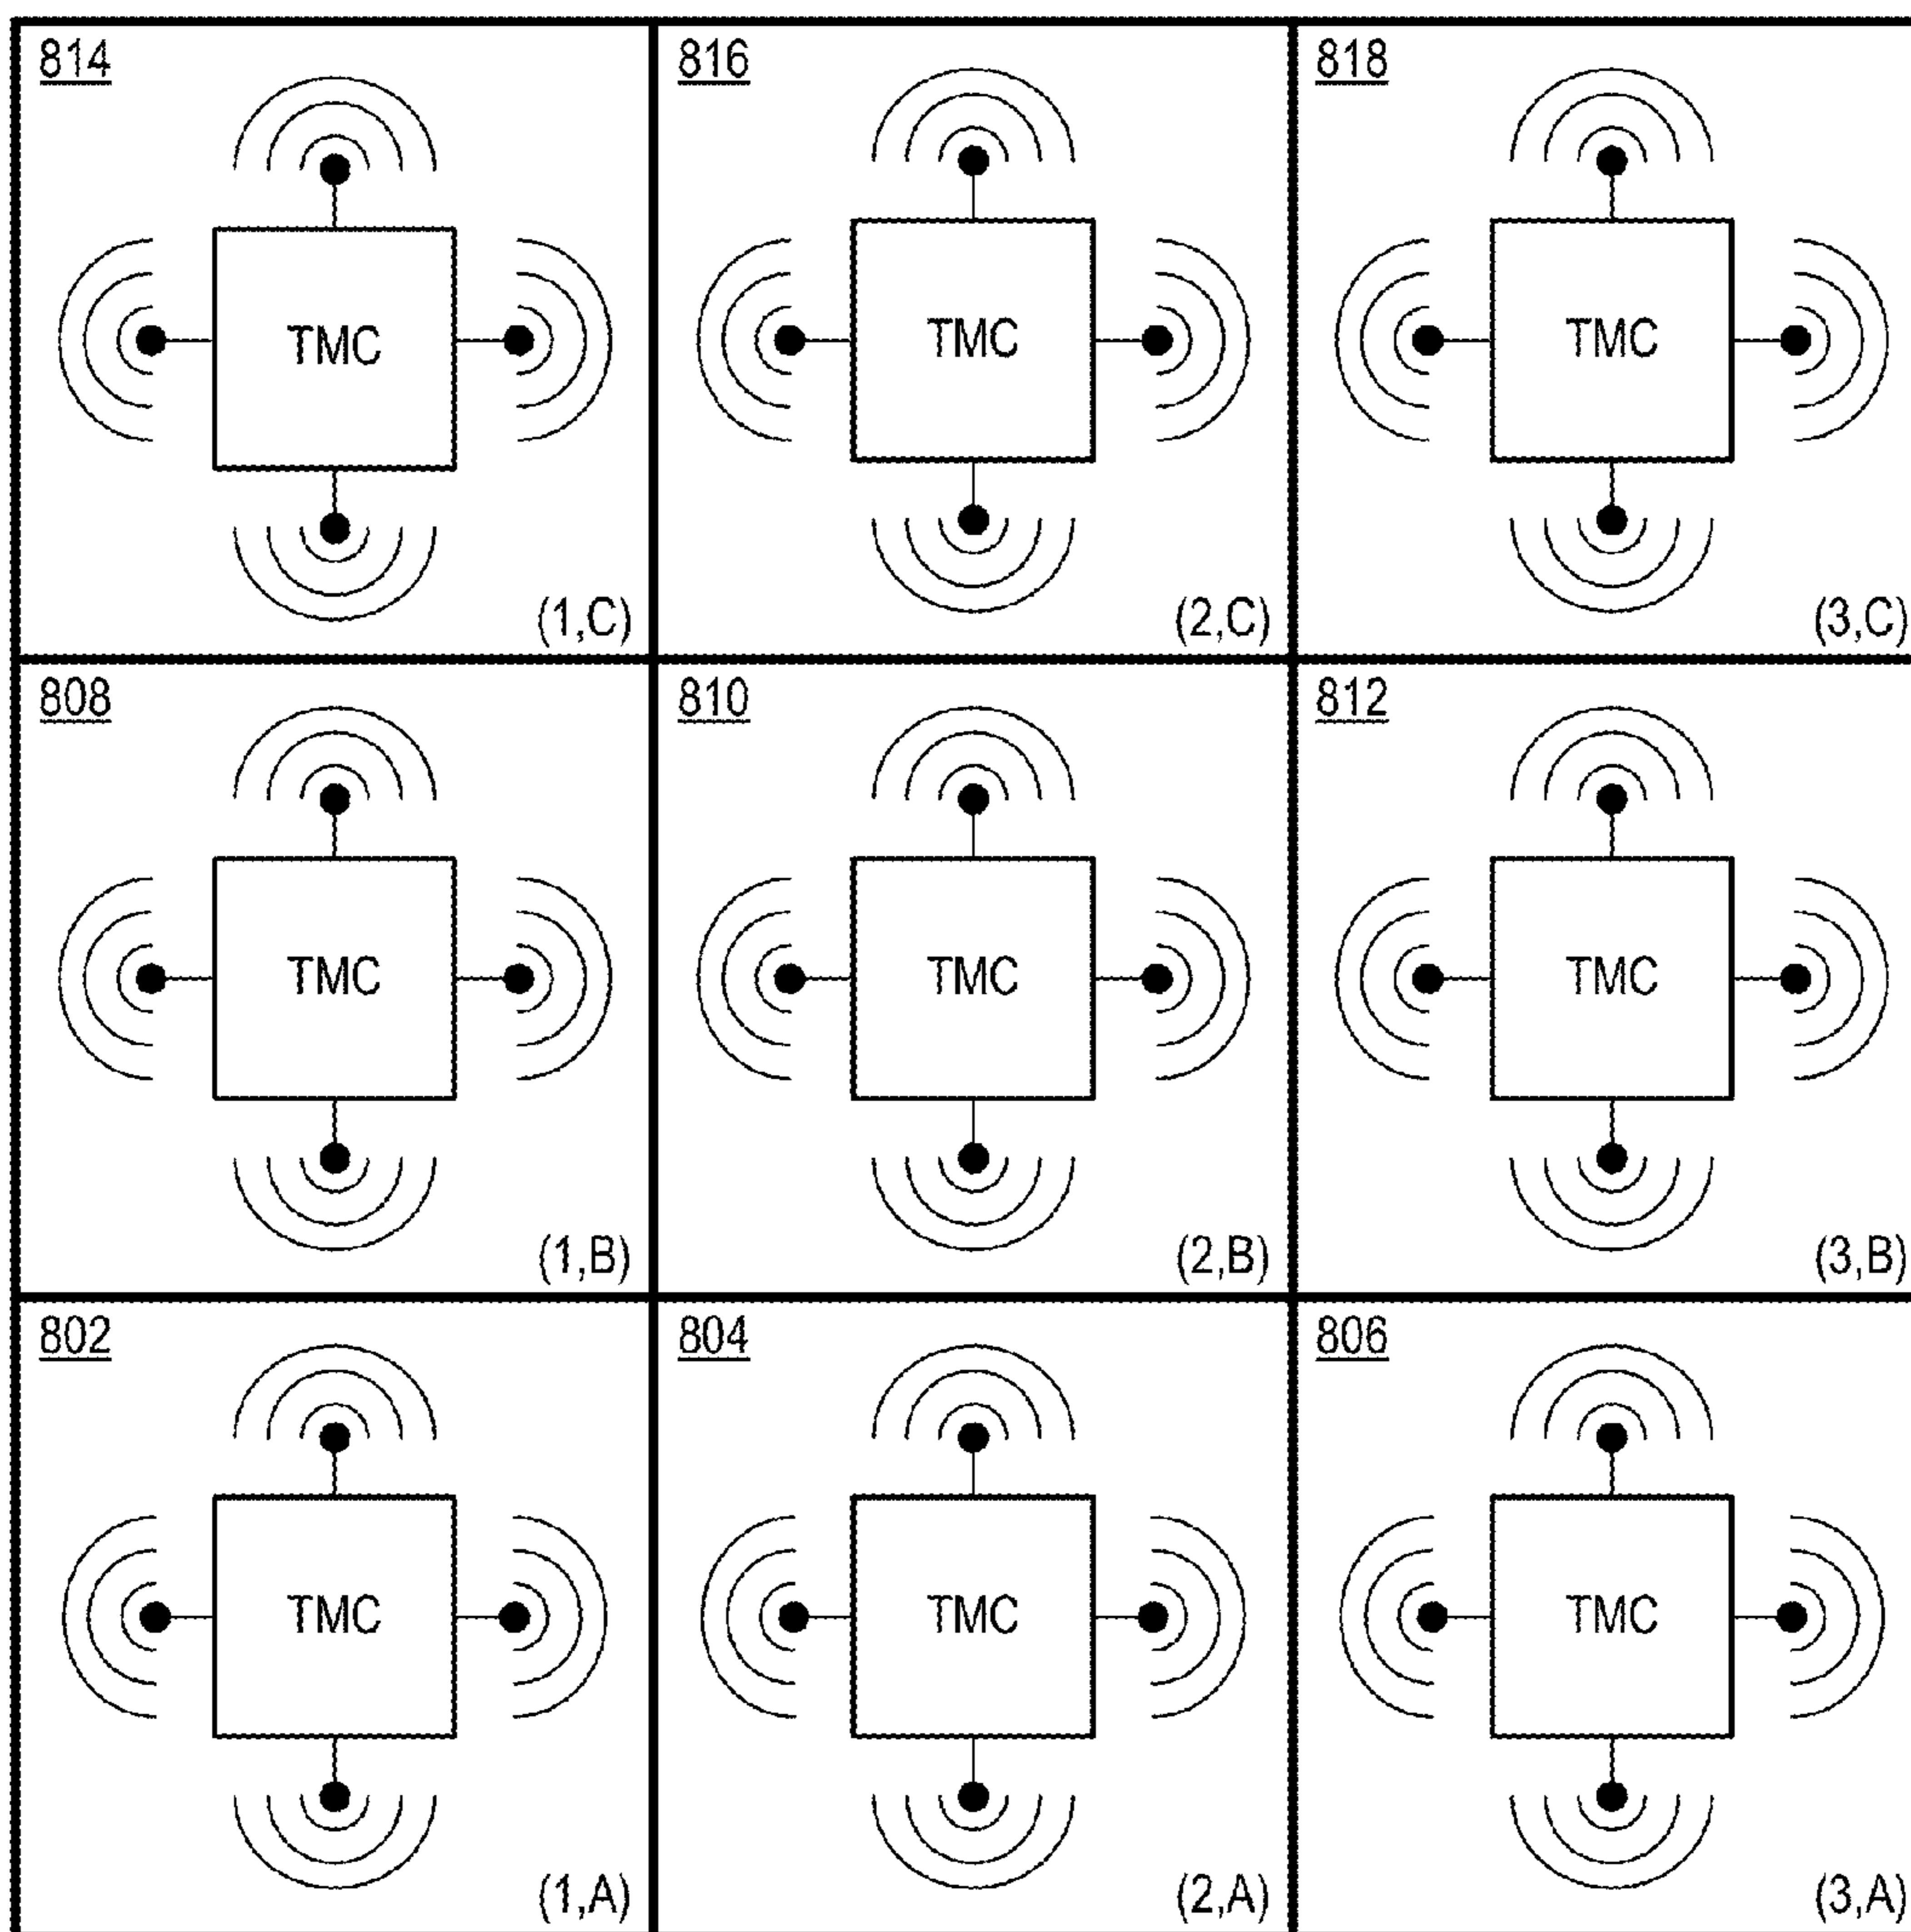 814
TMC
(1,C)
816
TMC
(2,C)
818
TMC
(3,C)
808
TMC
(1,B)
810
TMC
(2,B)
812
TMC
(3,B)
802
TMC
(1,A)
804
TMC
(2,A)
806
TMC
(3,A)